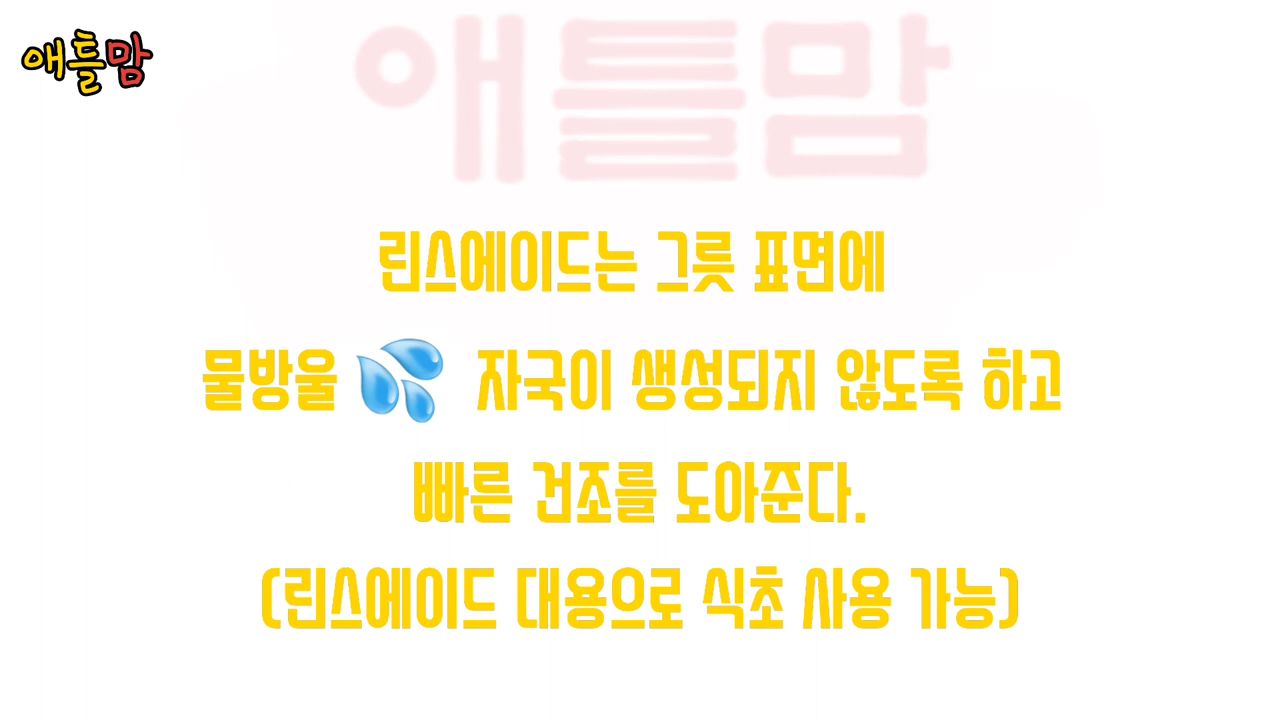 애틀맘
애틀맘
린스에이드는 그릇 표면에
물방울 💦 자국이 생성되지 않도록 하고
빠른 건조를 도아준다.
(린스에이드 대용으로 식초 사용 가능)